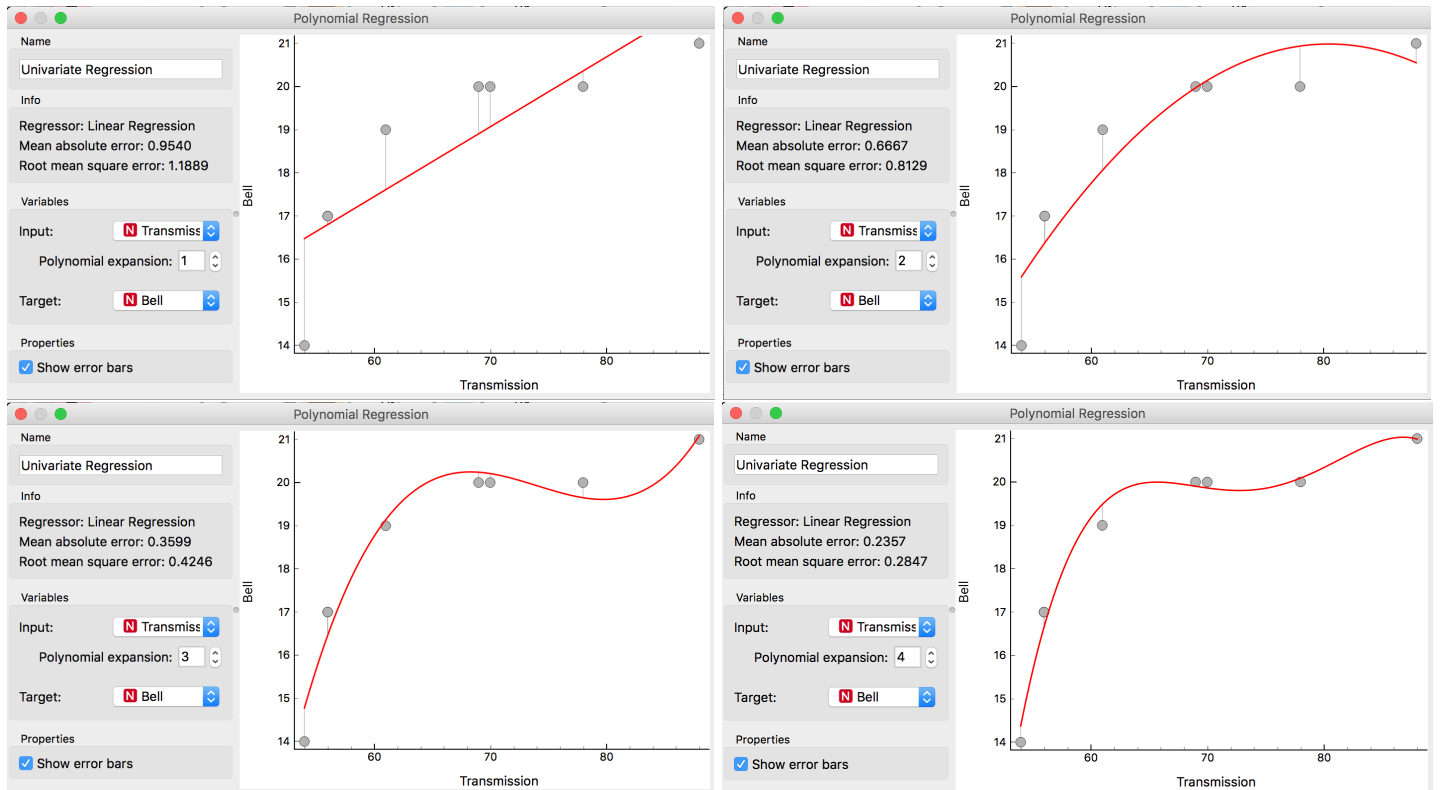 Polynomial Regression
Name
Univariate Regression
Info
Regressor: Linear Regression
Mean absolute error: 0.9540
Root mean square error: 1.1889
Variables
Input: N Transmiss
Polynomial expansion: 1
Target: N Bell
Properties
Show error bars
21
20
19
18
17
16
15
14
Bell
60 70 80
Transmission
Polynomial Regression
Name
Univariate Regression
Info
Regressor: Linear Regression
Mean absolute error: 0.6667
Root mean square error: 0.8129
Variables
Input: N Transmiss
Polynomial expansion: 2
Target: N Bell
Properties
Show error bars
21
20
19
18
17
16
15
14
Bell
60 70 80
Transmission
Polynomial Regression
Name
Univariate Regression
Info
Regressor: Linear Regression
Mean absolute error: 0.3599
Root mean square error: 0.4246
Variables
Input: N Transmiss
Polynomial expansion: 3
Target: N Bell
Properties
Show error bars
21
20
19
18
17
16
15
14
Bell
60 70 80
Transmission
Polynomial Regression
Name
Univariate Regression
Info
Regressor: Linear Regression
Mean absolute error: 0.2357
Root mean square error: 0.2847
Variables
Input: N Transmiss
Polynomial expansion: 4
Target: N Bell
Properties
Show error bars
21
20
19
18
17
16
15
14
Bell
60 70 80
Transmission